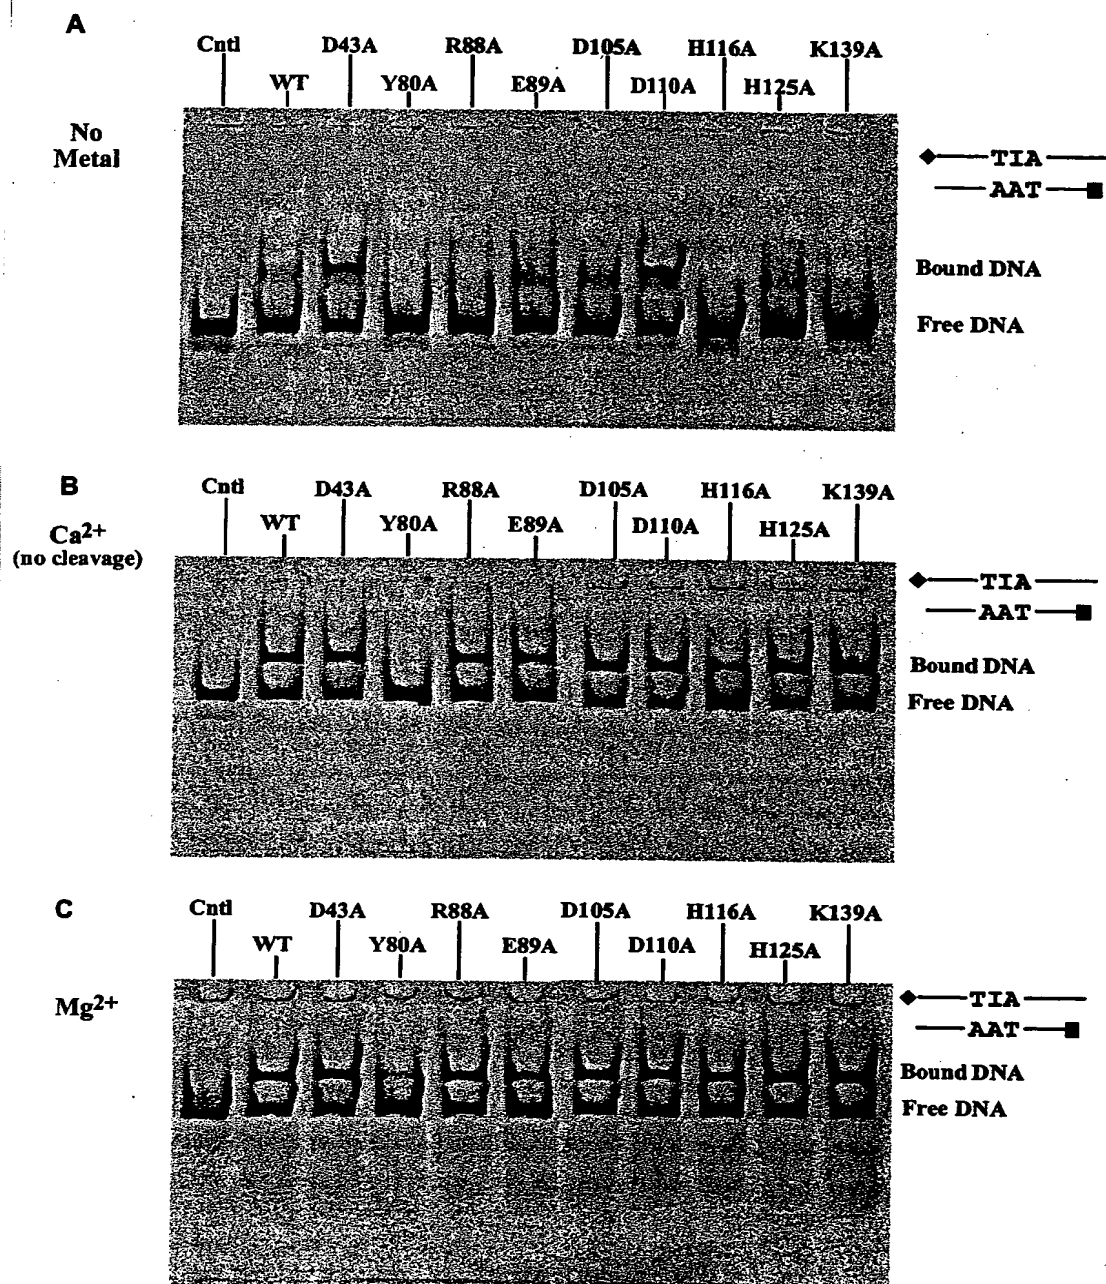 A
Cntl D43A R88A D105A H116A K139A
WT Y80A E89A D110A H125A
No
Metal
TIA
AAT
Bound DNA
Free DNA
B
Cntl D43A R88A D105A H116A K139A
WT Y80A E89A D110A H125A
Ca2+
(no cleavage)
TIA
AAT
Bound DNA
Free DNA
C
Cntl D43A R88A D105A H116A K139A
WT Y80A E89A D110A H125A
Mg2+
TIA
AAT
Bound DNA
Free DNA